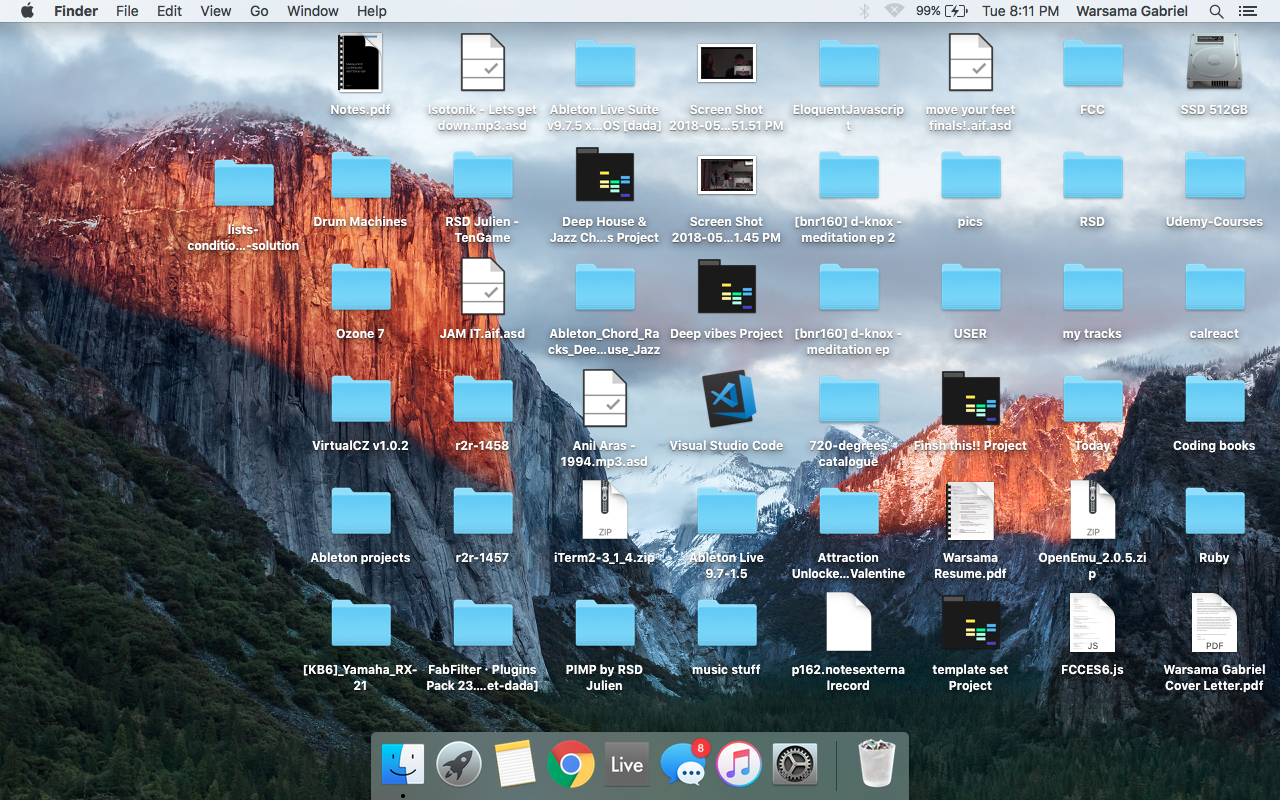 Finder File Edit View Go Window Help 99% Tue 8:11 PM Warsama Gabriel
Notes.pdf
Isotonik - Lets get
down.mp3.asd
Ableton Live Suite
v9.7.5 x...OS [dada]
Screen Shot
2018-05...51.51 PM
EloquentJavascrip
t
move your feet
finals!.aif.asd
FCC
SSD 512GB
lists-
conditio...-solution
Drum Machines
RSD Julien -
TenGame
Deep House &
Jazz Ch...s Project
Screen Shot
2018-05...1.45 PM
[bnr160] d-knox -
meditation ep 2
pics
RSD
Udemy-Courses
Ozone 7
JAM IT.aif.asd
Ableton_Chord_Ra
cks_Dee...use_Jazz
Deep vibes Project
[bnr160] d-knox -
meditation ep
USER
my tracks
calreact
VirtualCZ v1.0.2
r2r-1458
Anil Aras -
1994.mp3.asd
Visual Studio Code
720-degrees -
catalogue
Finsh this!! Project
Today
Coding books
Ableton projects
r2r-1457
ZIP
iTerm2-3_1_4.zip
Ableton Live
9.7-1.5
Attraction
Unlocke...Valentine
Warsama
Resume.pdf
ZIP
OpenEmu_2.0.5.zi
p
Ruby
[KB6]_Yamaha_RX-
21
FabFilter · Plugins
Pack 23....et-dada]
PIMP by RSD
Julien
music stuff
p162.notesexterna
lrecord
template set
Project
JS
FCCES6.js
PDF
Warsama Gabriel
Cover Letter.pdf
Live
8